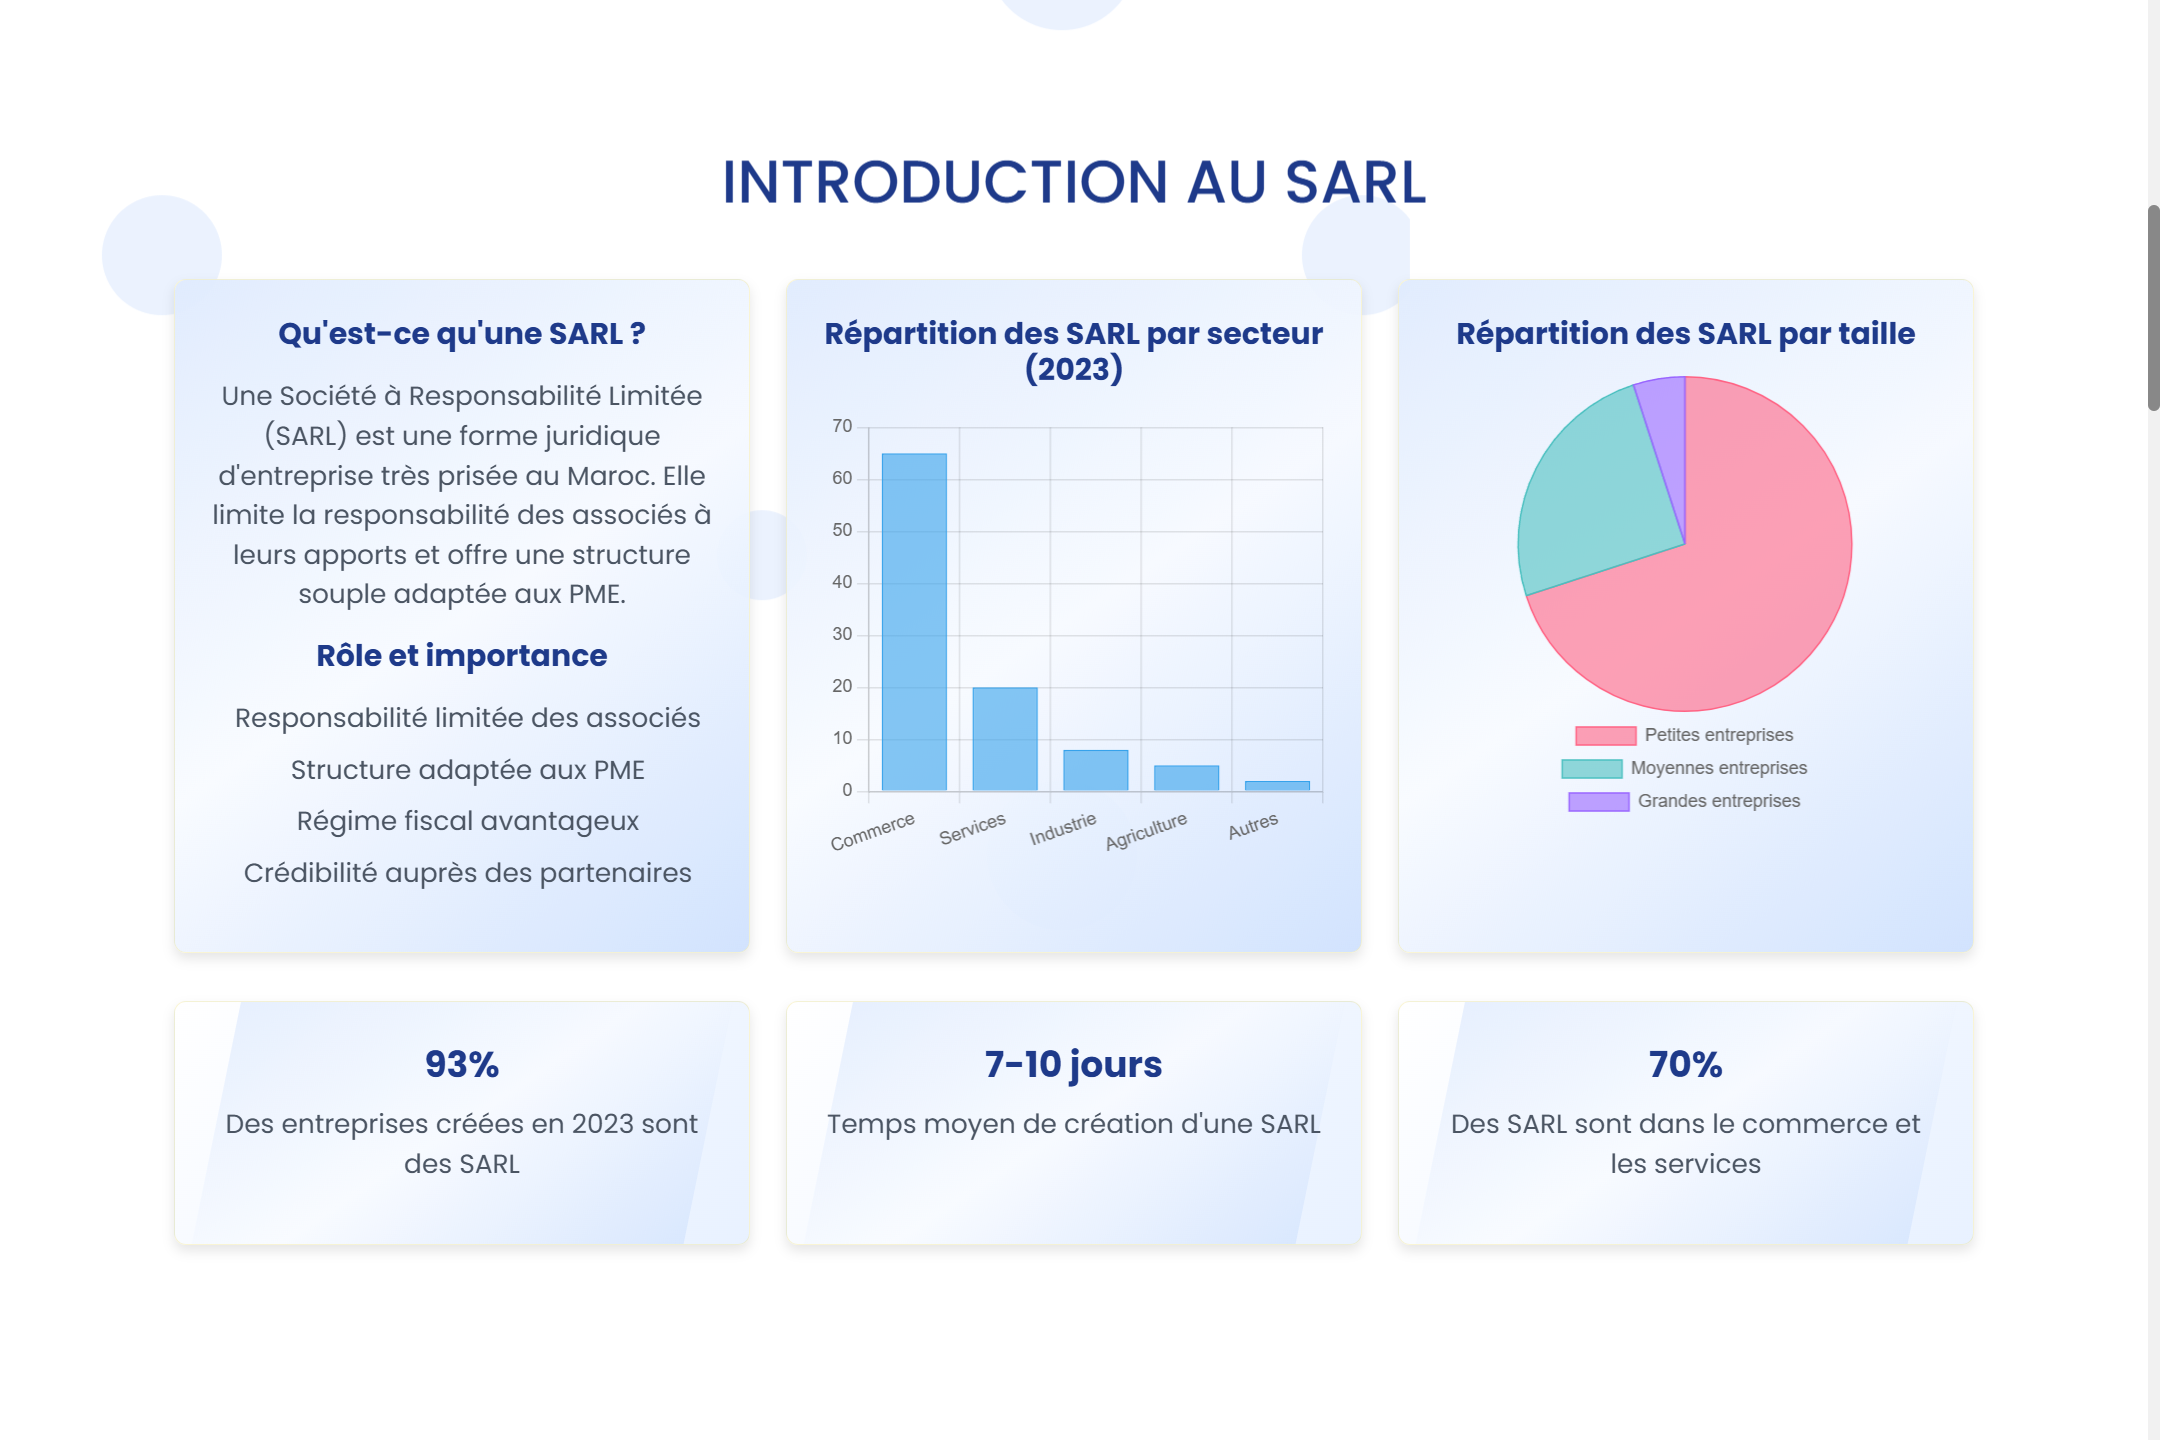 INTRODUCTION AU SARL
Qu'est-ce qu'une SARL ?
Une Société à Responsabilité Limitée
(SARL) est une forme juridique
d'entreprise très prisée au Maroc. Elle
limite la responsabilité des associés à
leurs apports et offre une structure
souple adaptée aux PME.
Rôle et importance
Responsabilité limitée des associés
Structure adaptée aux PME
Régime fiscal avantageux
Crédibilité auprès des partenaires
Répartition des SARL par secteur
(2023)
70
60
50
40
30
20
10
0
Commerce
Services
Industrie
Agriculture
Autres
Répartition des SARL par taille
Petites entreprises
Moyennes entreprises
Grandes entreprises
93%
Des entreprises créées en 2023 sont
des SARL
7-10 jours
Temps moyen de création d'une SARL
70%
Des SARL sont dans le commerce et
les services